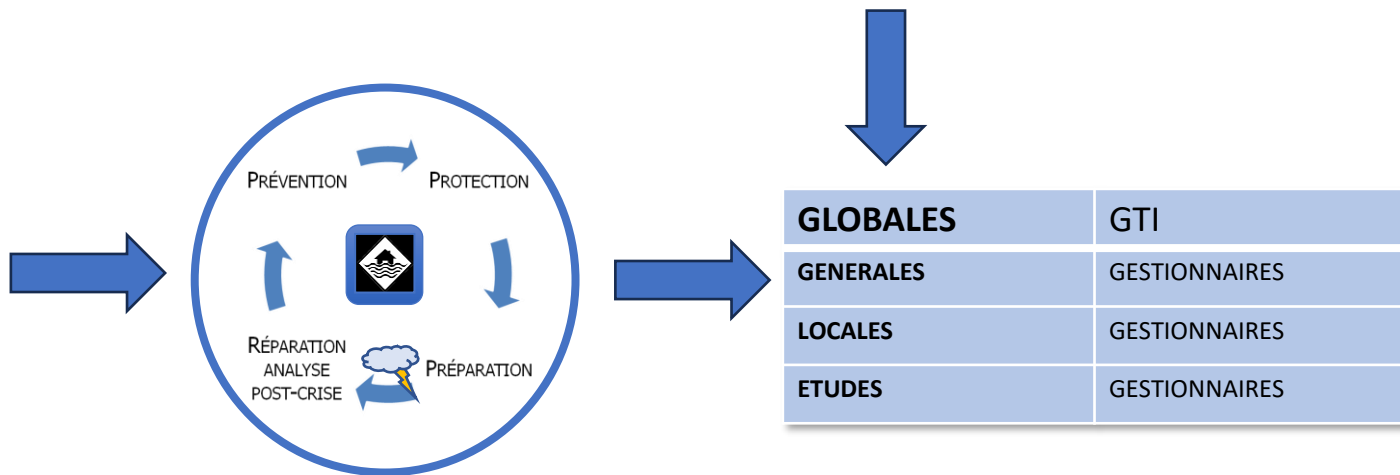 PRÉVENTION
PROTECTION
RÉPARATION
ANALYSE
POST-CRISE
PRÉPARATION
GLOBALES GTI
GENERALES GESTIONNAIRES
LOCALES GESTIONNAIRES
ETUDES GESTIONNAIRES